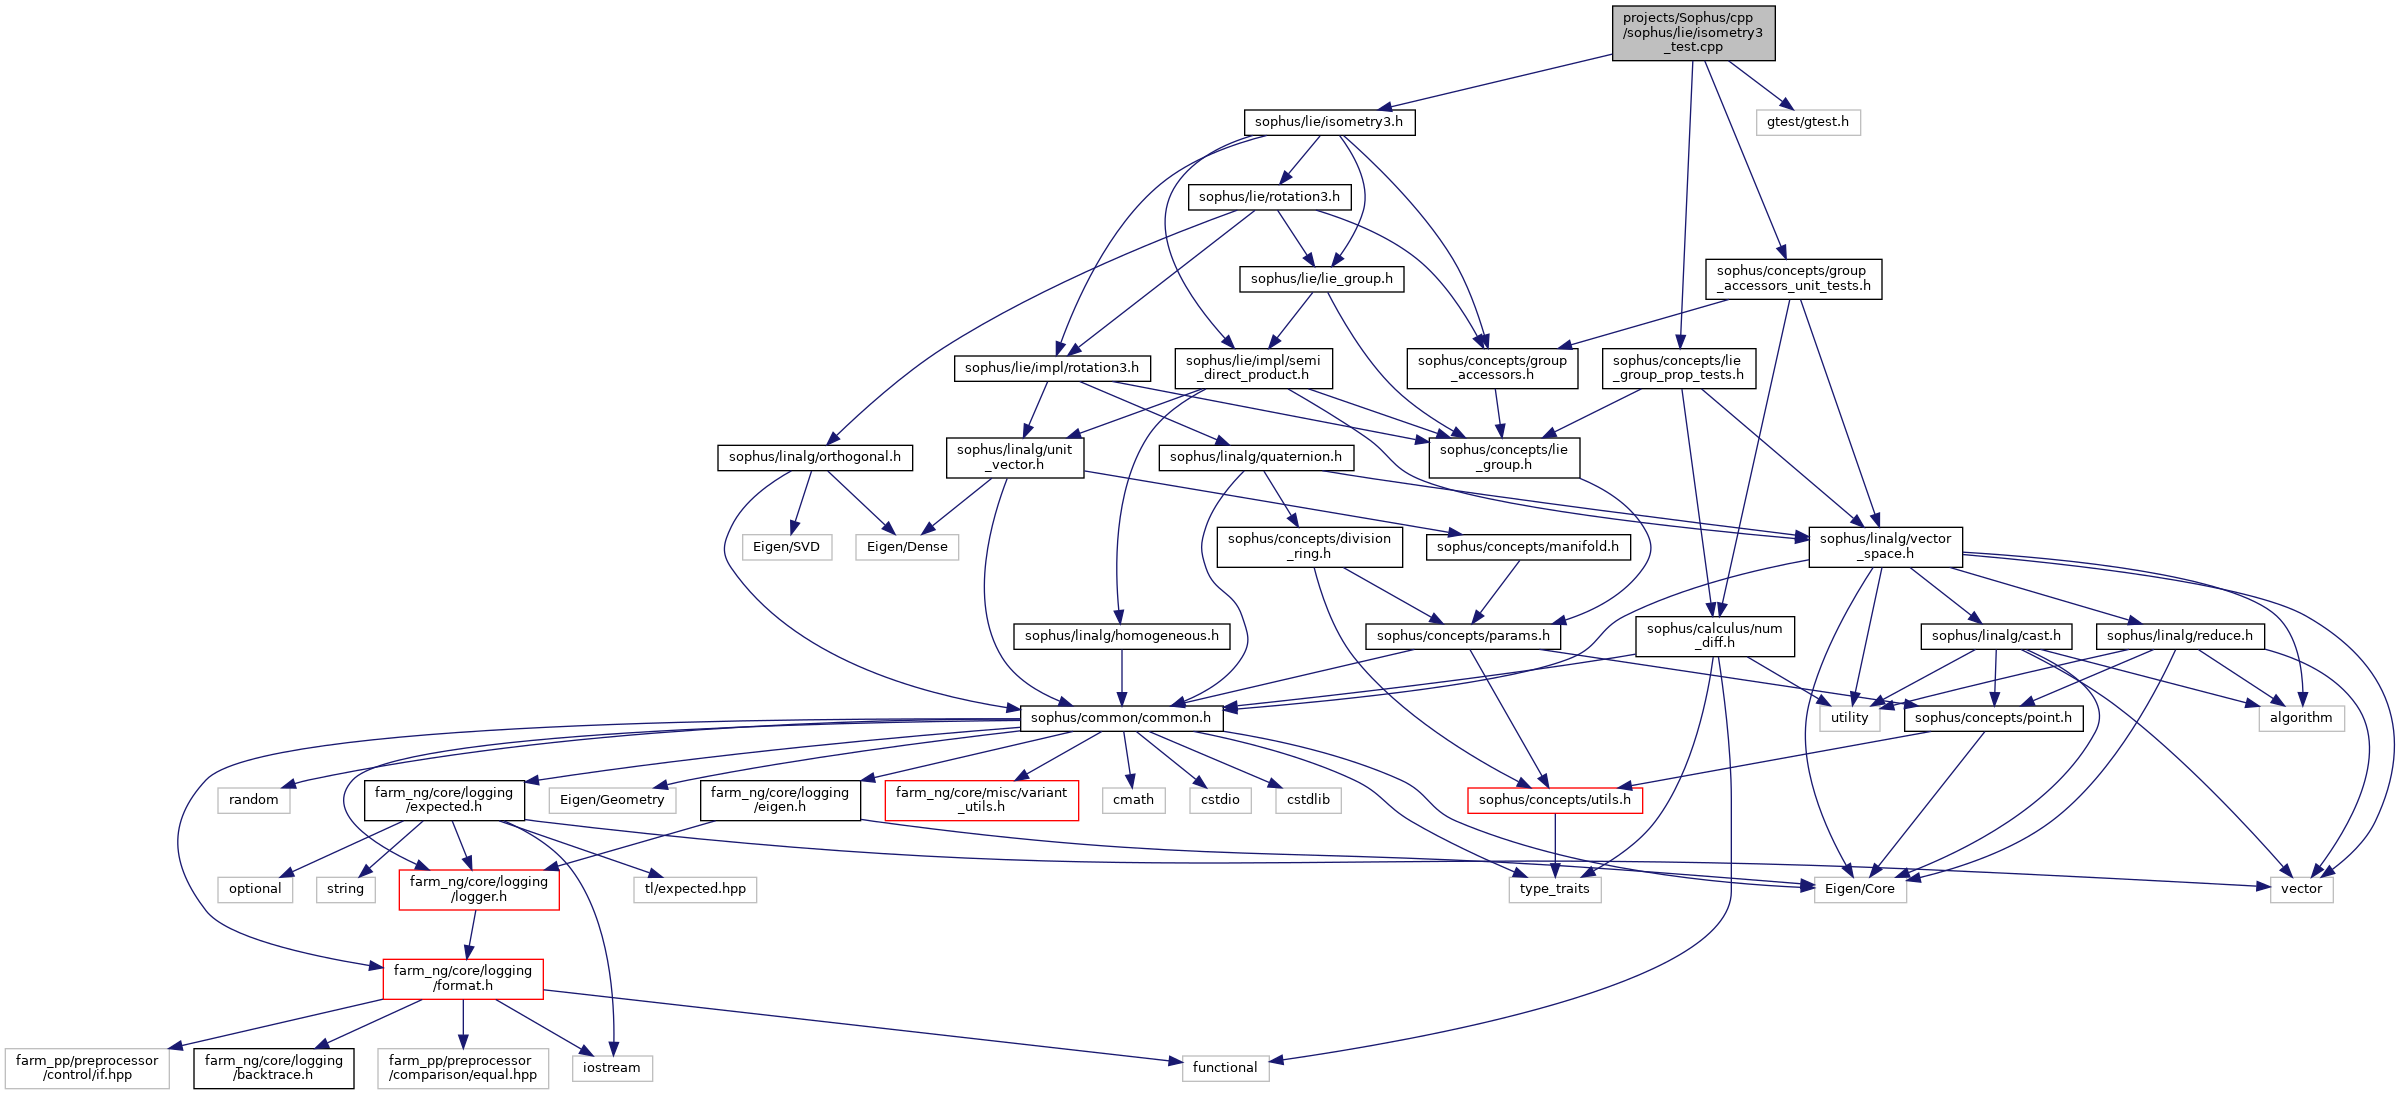 projects/Sophus/cpp
/sophus/lie/isometry3
_test.cpp
sophus/lie/isometry3.h
gtest/gtest.h
sophus/lie/rotation3.h
sophus/lie/lie_group.h
sophus/concepts/group
_accessors_unit_tests.h
sophus/lie/impl/rotation3.h
sophus/lie/impl/semi
_direct_product.h
sophus/concepts/group
_accessors.h
sophus/concepts/lie
_group_prop_tests.h
sophus/linalg/orthogonal.h
sophus/linalg/unit
_vector.h
sophus/linalg/quaternion.h
sophus/concepts/lie
_group.h
Eigen/SVD
Eigen/Dense
sophus/concepts/division
_ring.h
sophus/concepts/manifold.h
sophus/linalg/vector
_space.h
sophus/linalg/homogeneous.h
sophus/concepts/params.h
sophus/calculus/num
_diff.h
sophus/linalg/cast.h
sophus/linalg/reduce.h
sophus/common/common.h
utility
sophus/concepts/point.h
algorithm
random
farm_ng/core/logging
/expected.h
Eigen/Geometry
farm_ng/core/logging
/eigen.h
farm_ng/core/misc/variant
_utils.h
cmath
cstdio
cstdlib
sophus/concepts/utils.h
optional
string
farm_ng/core/logging
/logger.h
tl/expected.hpp
type_traits
Eigen/Core
vector
farm_ng/core/logging
/format.h
farm_pp/preprocessor
/control/if.hpp
farm_ng/core/logging
/backtrace.h
farm_pp/preprocessor
/comparison/equal.hpp
iostream
functional